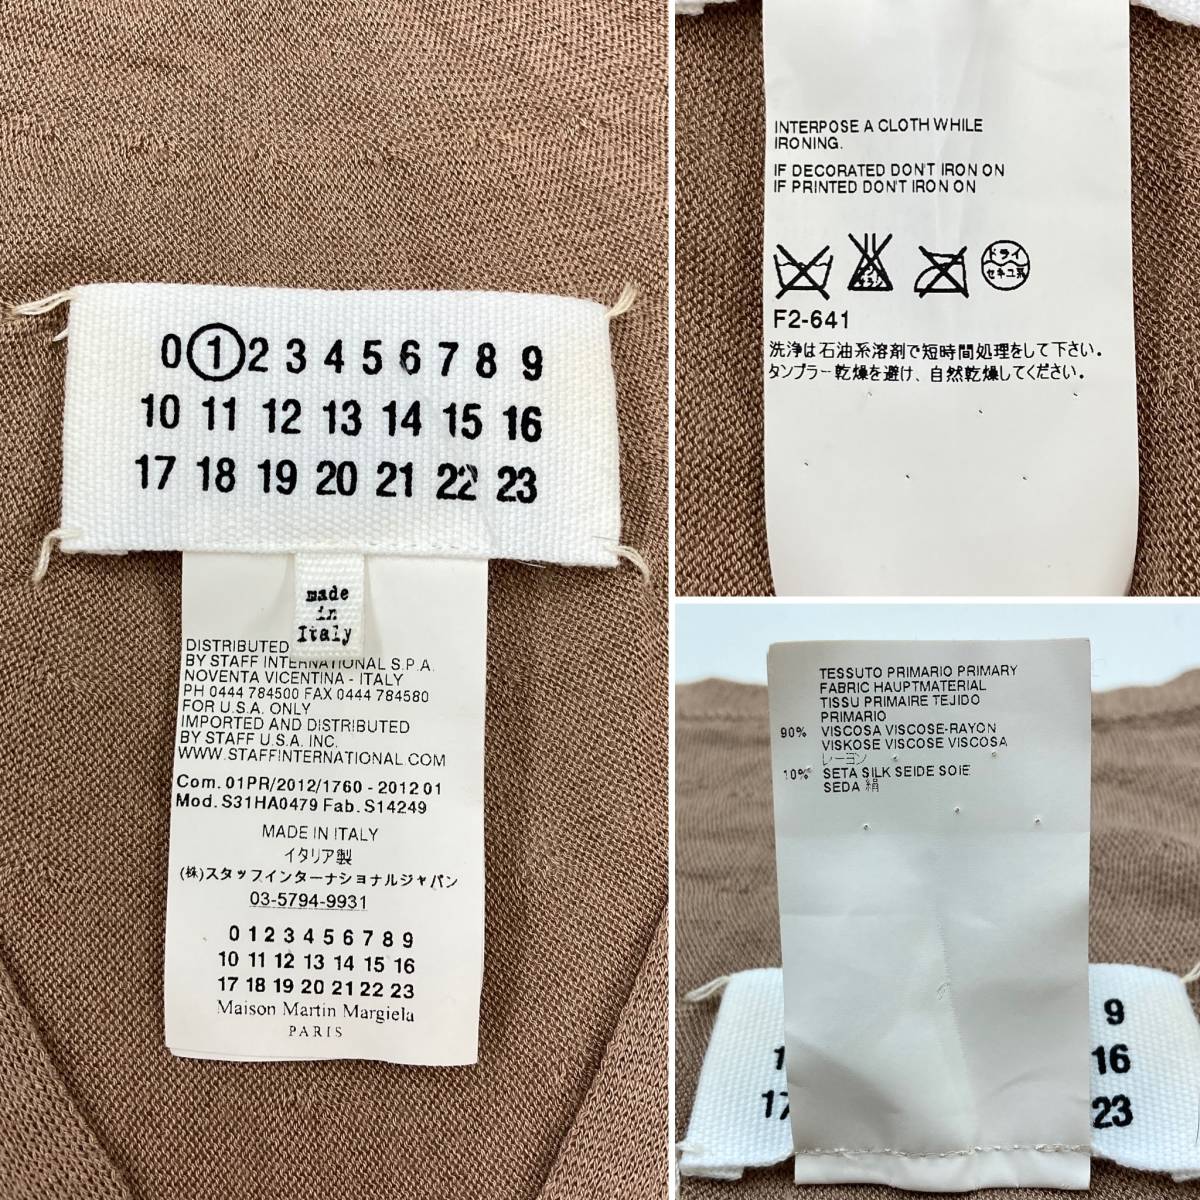 0 1 2 3 4 5 6 7 8 9
10 11 12 13 14 15 16
17 18 19 20 21 22 23
made
in
Italy
DISTRIBUTED
BY STAFF INTERNATIONAL S.P.A.
NOVENTA VICENTINA - ITALY
PH 0444 784500 FAX 0444 784580
FOR U.S.A. ONLY
IMPORTED AND DISTRIBUTED
BY STAFF U.S.A. INC.
WWW.STAFFINTERNATIONAL.COM
Com. 01PR/2012/1760 - 2012 01
Mod. S31HA0479 Fab. S14249
MADE IN ITALY
イタリア製
(株)スタッフインターナショナルジャパン
03-5794-9931
0 1 2 3 4 5 6 7 8 9
10 11 12 13 14 15 16
17 18 19 20 21 22 23
Maison Martin Margiela
PARIS
INTERPOSE A CLOTH WHILE
IRONING.
IF DECORATED DON'T IRON ON
IF PRINTED DON'T IRON ON
ドライ
セキユ系
F2-641
洗浄は石油系溶剤で短時間処理をして下さい。
タンブラー乾燥を避け、自然乾燥してください。
TESSUTO PRIMARIO PRIMARY
FABRIC HAUPTMATERIAL
TISSU PRIMAIRE TEJIDO
PRIMARIO
90% VISCOSA VISCOSE-RAYON
VISKOSE VISCOSE VISCOSA
レーヨン
10% SETA SILK SEIDE SOIE
SEDA 絹
9
16
17
23